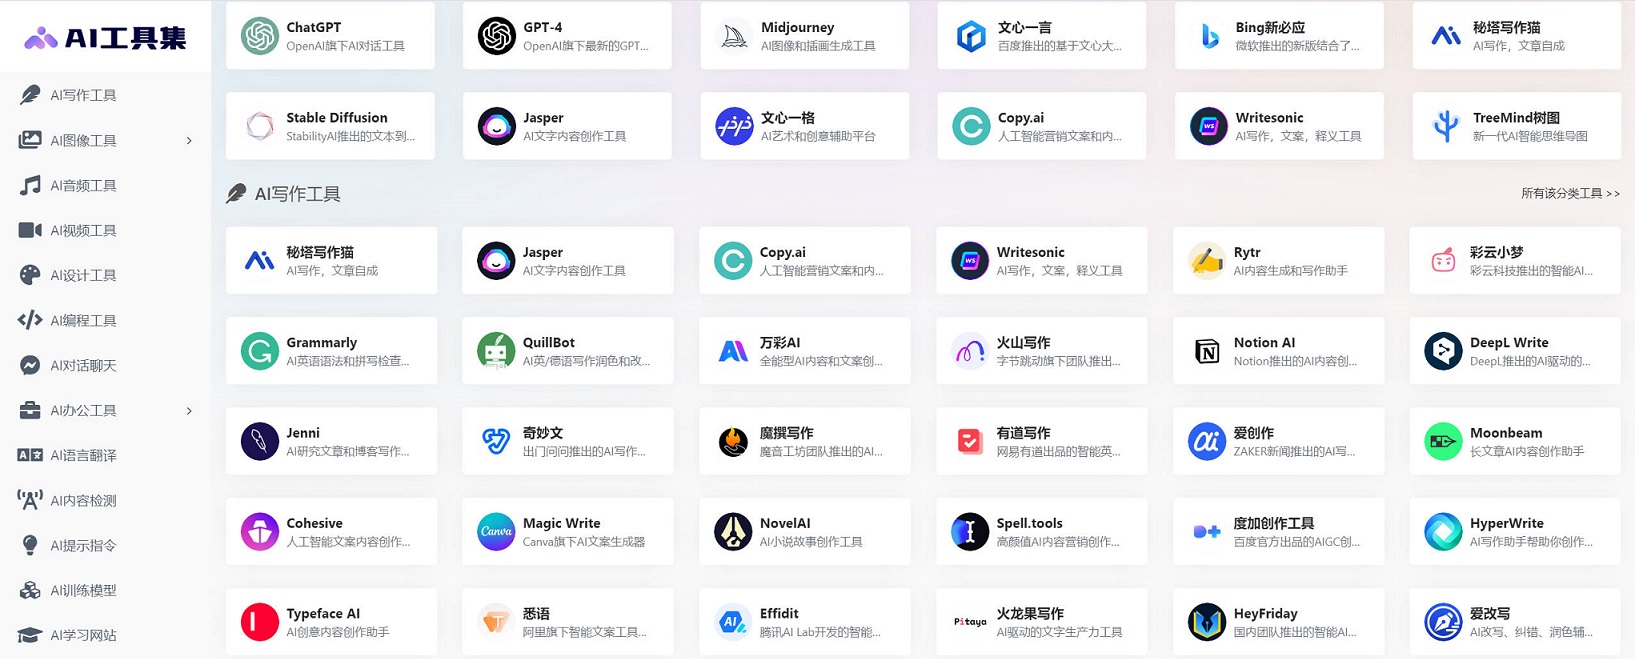 AI工具集
AI写作工具
AI图像工具
AI音频工具
AI视频工具
AI设计工具
AI编程工具
AI对话聊天
AI办公工具
AI语言翻译
AI内容检测
AI提示指令
AI训练模型
AI学习网站
ChatGPT
OpenAI旗下AI对话工具
GPT-4
OpenAI旗下最新的GPT...
Midjourney
AI图像和插画生成工具
文心一言
百度推出的基于文心大...
Bing新必应
微软推出的新版结合了...
秘塔写作猫
AI写作，文章自成
Stable Diffusion
StabilityAI推出的文本到...
Jasper
AI文字内容创作工具
文心一格
AI艺术和创意辅助平台
Copy.ai
人工智能营销文案和内...
WS
Writesonic
AI写作，文案，释义工具
TreeMind树图
新一代AI智能思维导图
AI写作工具
所有该分类工具 >>
秘塔写作猫
AI写作，文章自成
Jasper
AI文字内容创作工具
Copy.ai
人工智能营销文案和内...
WS
Writesonic
AI写作，文案，释义工具
Rytr
AI内容生成和写作助手
彩云小梦
彩云科技推出的智能AI...
Grammarly
AI英语语法和拼写检查...
QuillBot
AI英/德语写作润色和改...
万彩AI
全能型AI内容和文案创...
火山写作
字节跳动旗下团队推出...
Notion AI
Notion推出的AI内容创...
DeepL Write
DeepL推出的AI驱动的...
Jenni
AI研究文章和博客写作...
奇妙文
出门问问推出的AI写作...
魔撰写作
魔音工坊团队推出的AI...
有道写作
网易有道出品的智能英...
爱创作
ZAKER新闻推出的AI写...
Moonbeam
长文章AI内容创作助手
Cohesive
人工智能文案内容创作...
Canva
Magic Write
Canva旗下AI文案生成器
NovelAI
AI小说故事创作工具
Spell.tools
高颜值AI内容营销创作...
度加创作工具
百度官方出品的AIGC创...
HyperWrite
AI写作助手帮助你创作...
Typeface AI
AI创意内容创作助手
悉语
阿里旗下智能文案工具...
AI
Effidit
腾讯AI Lab开发的智能...
Pitaya
火龙果写作
AI驱动的文字生产力工具
HeyFriday
国内团队推出的智能AI...
爱改写
AI改写、纠错、润色辅...